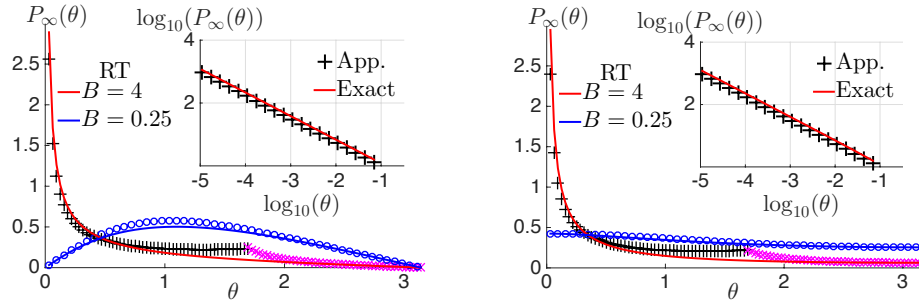 P∞(θ)
log10(P∞(θ))
4
2
-5 -4 -3 -2 -1
log10(θ)
App.
Exact
RT
B = 4
B = 0.25
2.5
2
1.5
1
0.5
0
0 1 2 3
θ
P∞(θ)
log10(P∞(θ))
4
2
-5 -4 -3 -2 -1
log10(θ)
App.
Exact
RT
B = 4
B = 0.25
2.5
2
1.5
1
0.5
0
0 1 2 3
θ